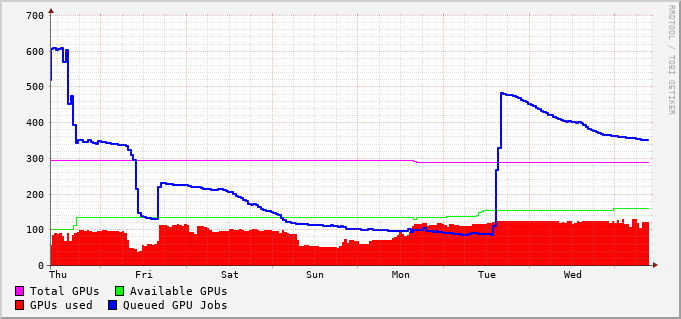 700
600
500
400
300
200
100
0
Thu Fri Sat Sun Mon Tue Wed
Total GPUs Available GPUs
GPUs used Queued GPU Jobs
RRDTOOL / TOBI OETIKER